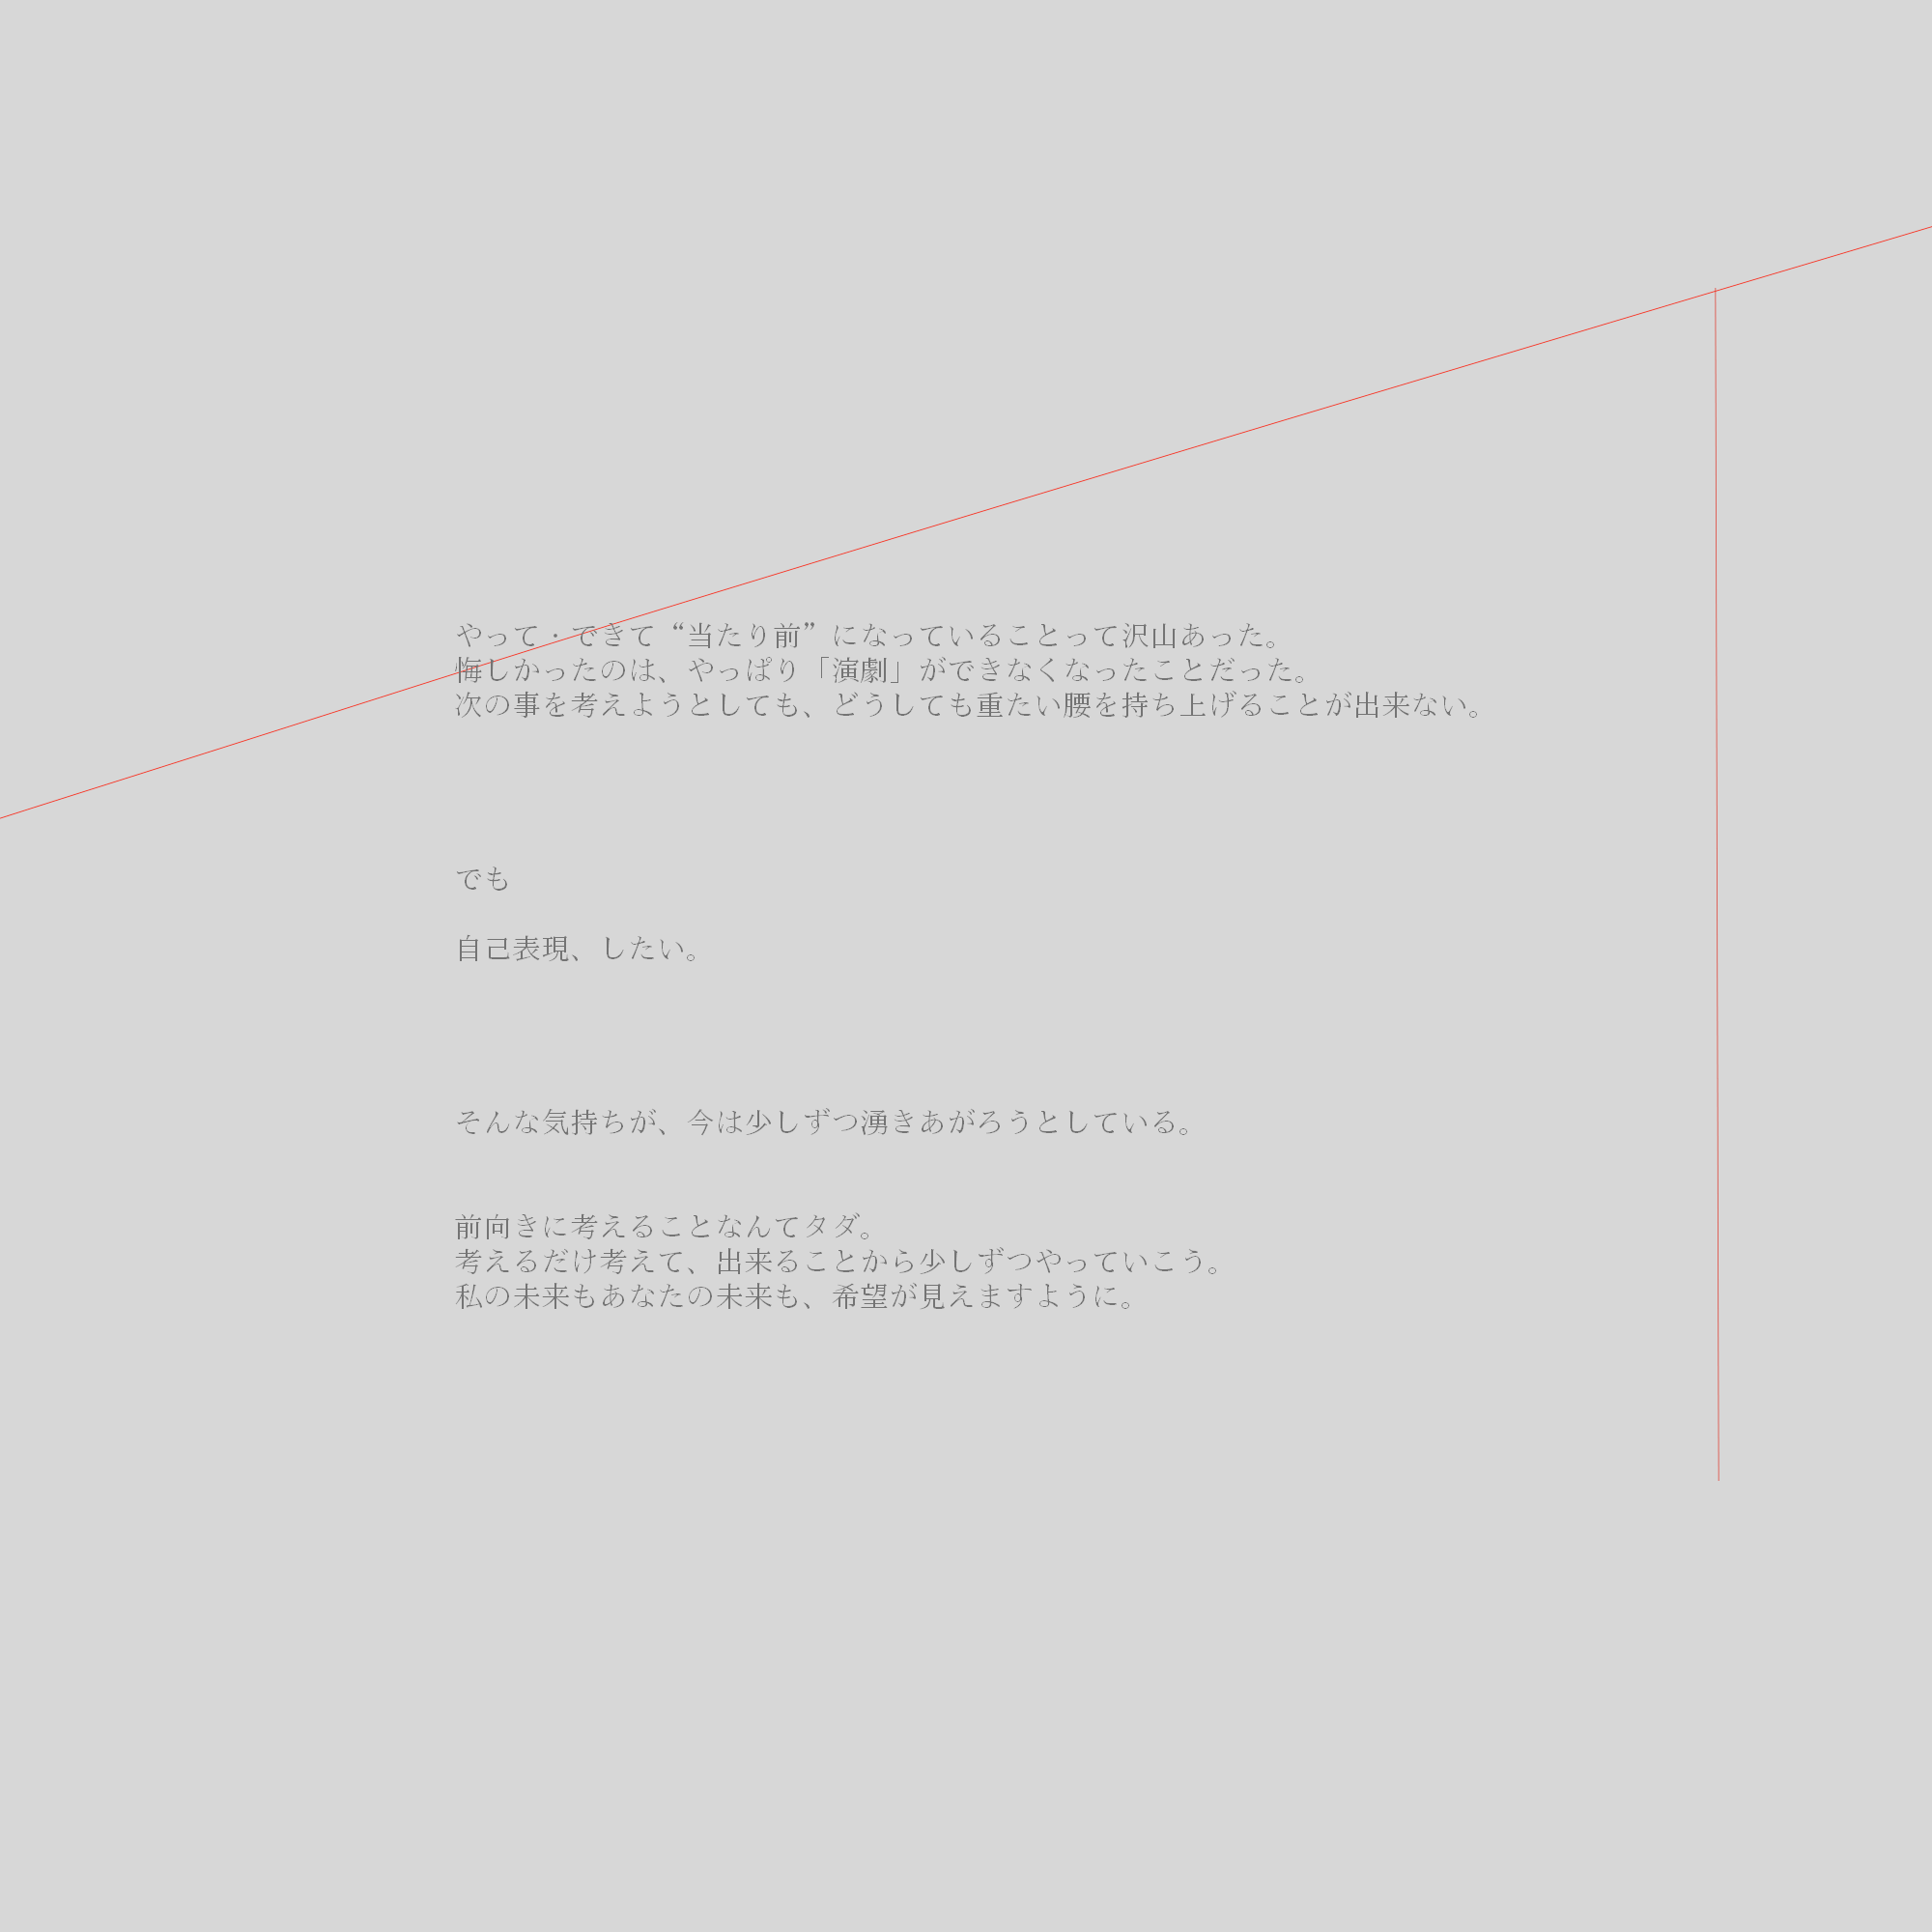 やって・できて“当たり前”になっていることって沢山あった。
悔しかったのは、やっぱり「演劇」ができなくなったことだった。
次の事を考えようとしても、どうしても重たい腰を持ち上げることが出来ない。
でも
自己表現、したい。
そんな気持ちが、今は少しずつ湧きあがろうとしている。
前向きに考えることなんてタダ。
考えるだけ考えて、出来ることから少しずつやっていこう。
私の未来もあなたの未来も、希望が見えますように。